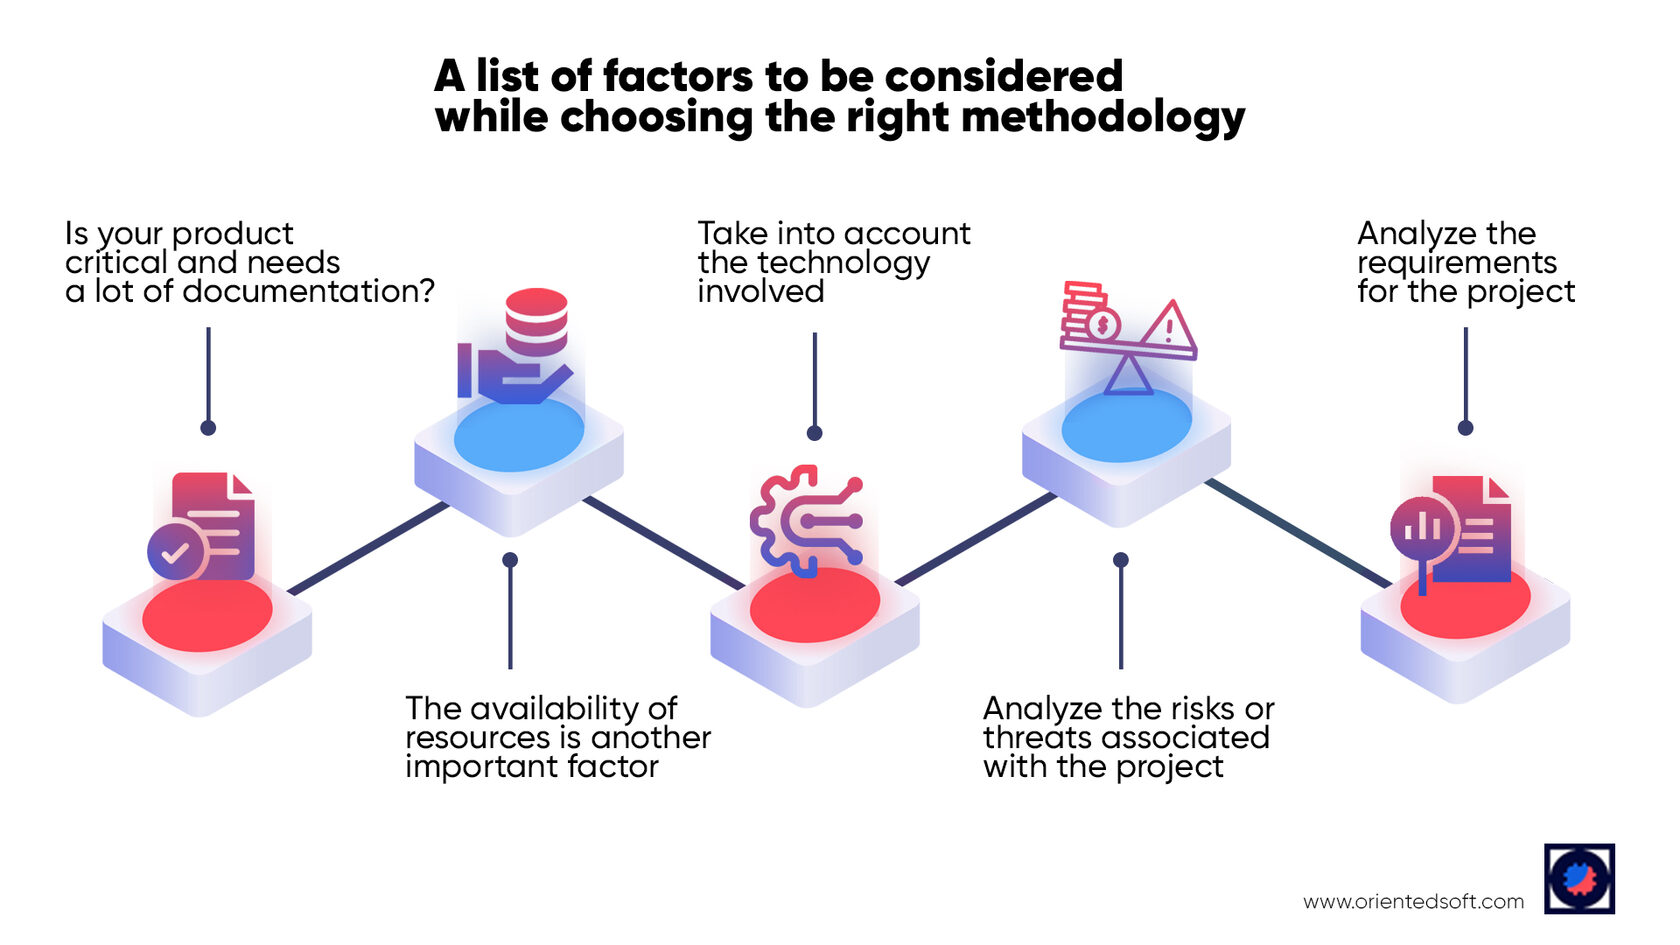 A list of factors to be considered
while choosing the right methodology
Is your product
critical and needs
a lot of documentation?
The availability of
resources is another
important factor
Take into account
the technology
involved
Analyze the risks or
threats associated
with the project
Analyze the
requirements
for the project
www.orientedsoft.com